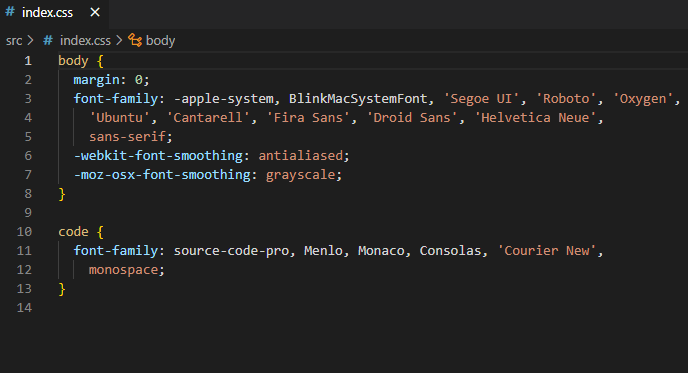 # index.css ×
src > # index.css > body
1 body {
2   margin: 0;
3   font-family: -apple-system, BlinkMacSystemFont, 'Segoe UI', 'Roboto', 'Oxygen',
4     'Ubuntu', 'Cantarell', 'Fira Sans', 'Droid Sans', 'Helvetica Neue',
5     sans-serif;
6   -webkit-font-smoothing: antialiased;
7   -moz-osx-font-smoothing: grayscale;
8 }
9
10 code {
11   font-family: source-code-pro, Menlo, Monaco, Consolas, 'Courier New',
12     monospace;
13 }
14